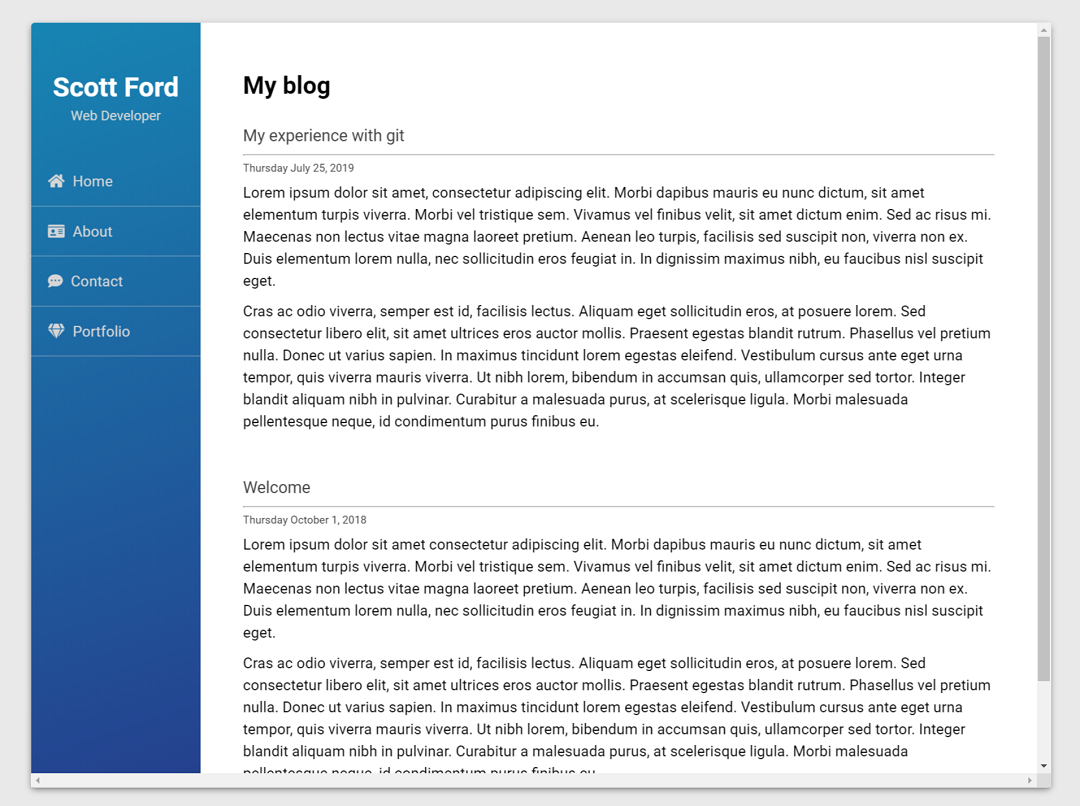 Scott Ford
Web Developer
Home
About
Contact
Portfolio
My blog
My experience with git
Thursday July 25, 2019
Lorem ipsum dolor sit amet, consectetur adipiscing elit. Morbi dapibus mauris eu nunc dictum, sit amet
elementum turpis viverra. Morbi vel tristique sem. Vivamus vel finibus velit, sit amet dictum enim. Sed ac risus mi.
Maecenas non lectus vitae magna laoreet pretium. Aenean leo turpis, facilisis sed suscipit non, viverra non ex.
Duis elementum lorem nulla, nec sollicitudin eros feugiat in. In dignissim maximus nibh, eu faucibus nisl suscipit
eget.
Cras ac odio viverra, semper est id, facilisis lectus. Aliquam eget sollicitudin eros, at posuere lorem. Sed
consectetur libero elit, sit amet ultrices eros auctor mollis. Praesent egestas blandit rutrum. Phasellus vel pretium
nulla. Donec ut varius sapien. In maximus tincidunt lorem egestas eleifend. Vestibulum cursus ante eget urna
tempor, quis viverra mauris viverra. Ut nibh lorem, bibendum in accumsan quis, ullamcorper sed tortor. Integer
blandit aliquam nibh in pulvinar. Curabitur a malesuada purus, at scelerisque ligula. Morbi malesuada
pellentesque neque, id condimentum purus finibus eu.
Welcome
Thursday October 1, 2018
Lorem ipsum dolor sit amet consectetur adipiscing elit. Morbi dapibus mauris eu nunc dictum, sit amet
elementum turpis viverra. Morbi vel tristique sem. Vivamus vel finibus velit, sit amet dictum enim. Sed ac risus mi.
Maecenas non lectus vitae magna laoreet pretium. Aenean leo turpis, facilisis sed suscipit non, viverra non ex.
Duis elementum lorem nulla, nec sollicitudin eros feugiat in. In dignissim maximus nibh, eu faucibus nisl suscipit
eget.
Cras ac odio viverra, semper est id, facilisis lectus. Aliquam eget sollicitudin eros, at posuere lorem. Sed
consectetur libero elit, sit amet ultrices eros auctor mollis. Praesent egestas blandit rutrum. Phasellus vel pretium
nulla. Donec ut varius sapien. In maximus tincidunt lorem egestas eleifend. Vestibulum cursus ante eget urna
tempor, quis viverra mauris viverra. Ut nibh lorem, bibendum in accumsan quis, ullamcorper sed tortor. Integer
blandit aliquam nibh in pulvinar. Curabitur a malesuada purus, at scelerisque ligula. Morbi malesuada
pellentesque neque, id condimentum purus finibus eu.